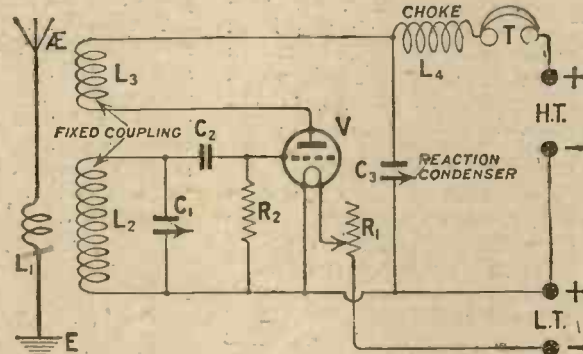 CHOKE
Æ
T
L₃
L₄
+
H.T.
FIXED COUPLING
C₂
V
−
C₃
REACTION
CONDENSER
L₂
C₁
R₂
R₁
L₁
+
L.T.
E
−